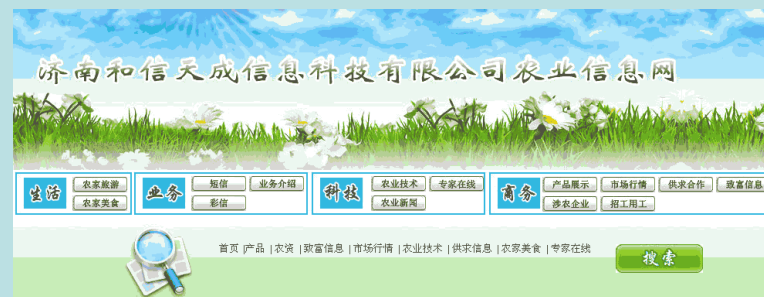 济南和信天成信息科技有限公司农业信息网
生活 农家旅游 业务 短信 业务介绍 科技 农业技术 专家在线 商务 产品展示 市场行情 供求合作 致富信息
农家美食 彩信 农业新闻 涉农企业 招工用工
首页 |产品 |农资 |致富信息 |市场行情 |农业技术 |供求信息 |农家美食 |专家在线 搜索